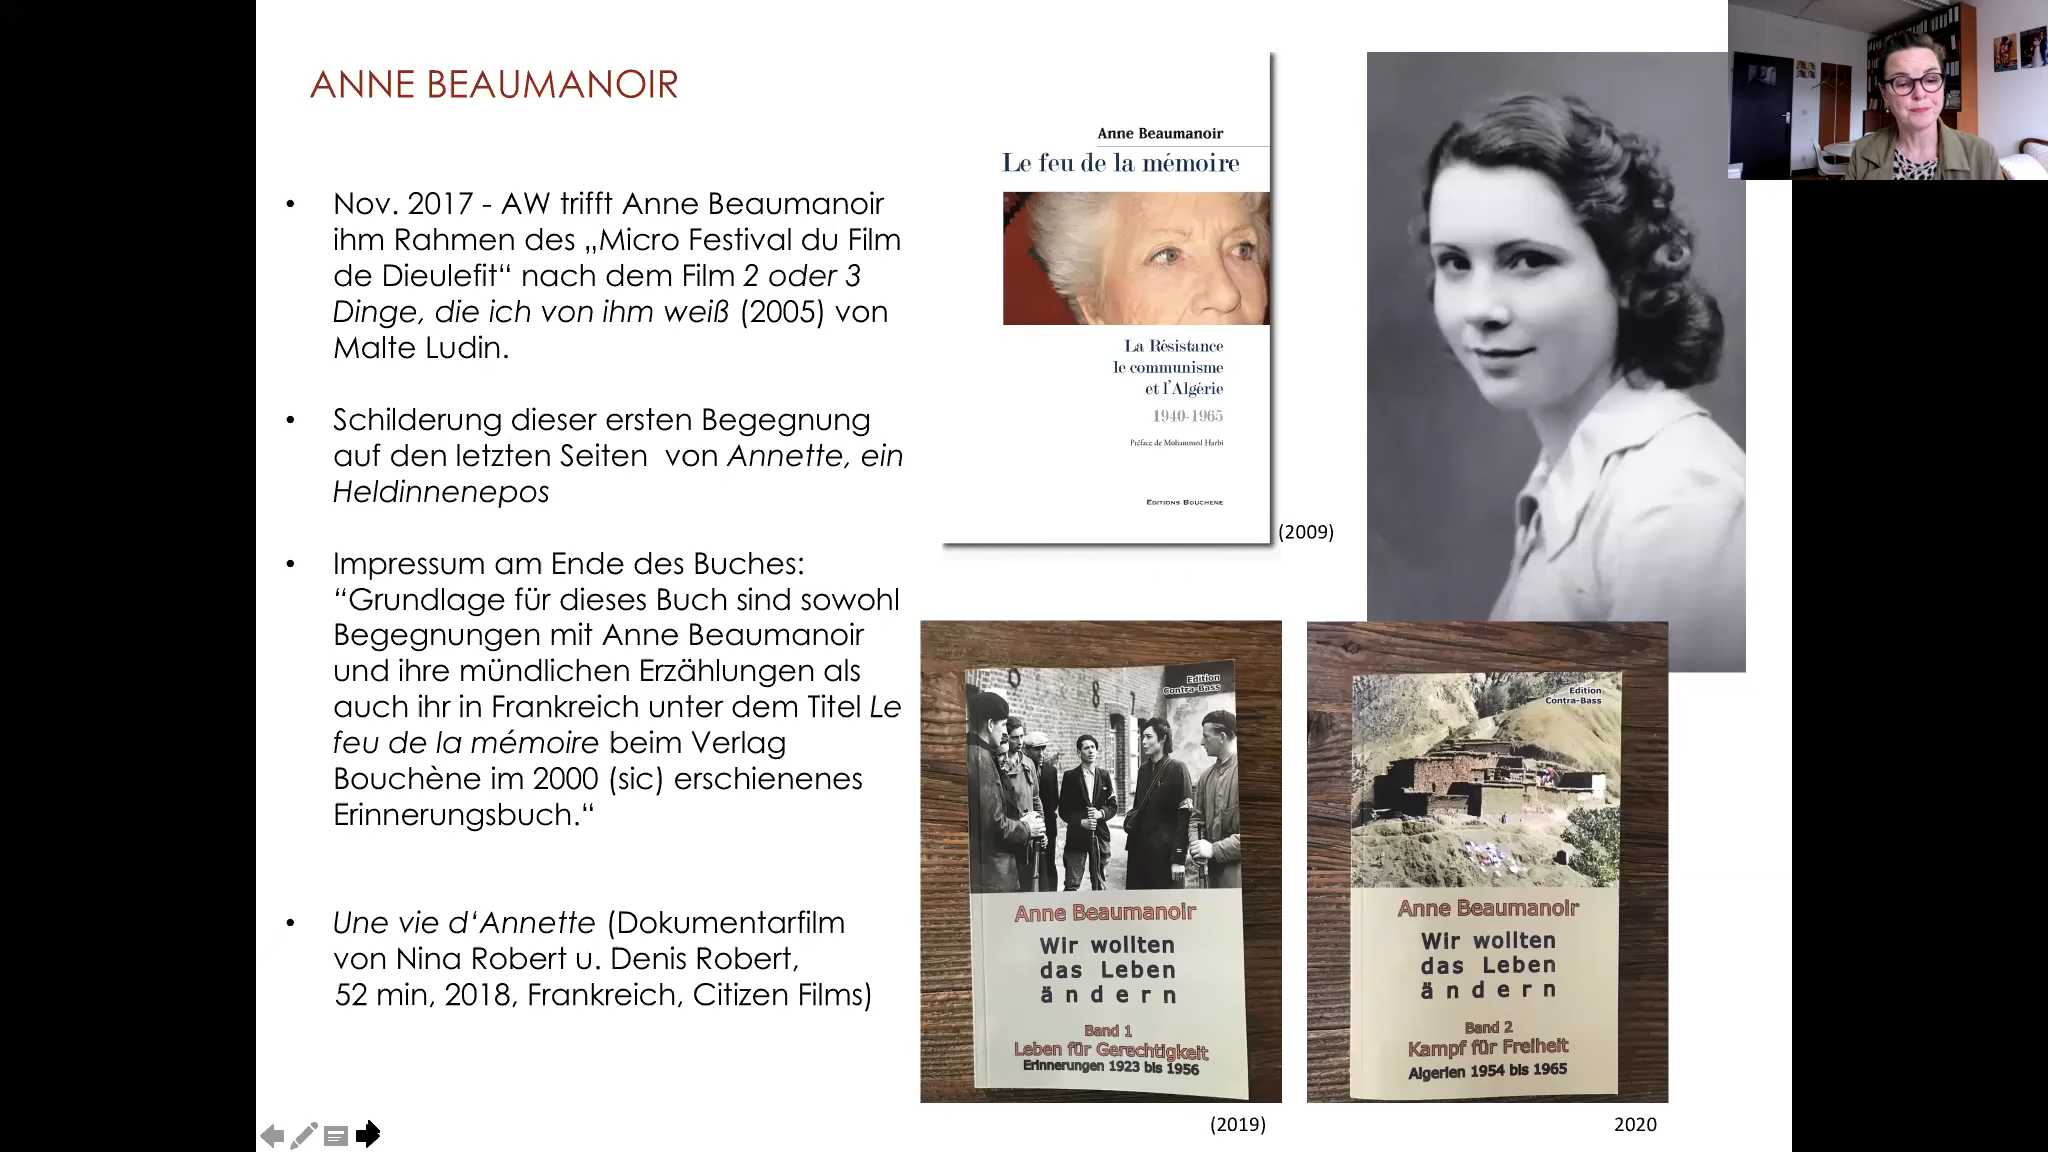 ANNE BEAUMANOIR
• Nov. 2017 - AW trifft Anne Beaumanoir
ihm Rahmen des „Micro Festival du Film
de Dieulefit“ nach dem Film 2 oder 3
Dinge, die ich von ihm weiß (2005) von
Malte Ludin.
• Schilderung dieser ersten Begegnung
auf den letzten Seiten von Annette, ein
Heldinnenepos
• Impressum am Ende des Buches:
“Grundlage für dieses Buch sind sowohl
Begegnungen mit Anne Beaumanoir
und ihre mündlichen Erzählungen als
auch ihr in Frankreich unter dem Titel Le
feu de la mémoire beim Verlag
Bouchène im 2000 (sic) erschienenes
Erinnerungsbuch.“
• Une vie d‘Annette (Dokumentarfilm
von Nina Robert u. Denis Robert,
52 min, 2018, Frankreich, Citizen Films)
Anne Beaumanoir
Le feu de la mémoire
La Résistance
le communisme
et l'Algérie
1940-1965
Préface de Mohammed Harbi
EDITIONS BOUCHENE
(2009)
8 7
Edition
Contra-Bass
Anne Beaumanoir
Wir wollten
das Leben
ändern
Band 1
Leben für Gerechtigkeit
Erinnerungen 1923 bis 1956
(2019)
Edition
Contra-Bass
Anne Beaumanoir
Wir wollten
das Leben
ändern
Band 2
Kampf für Freiheit
Algerien 1954 bis 1965
2020